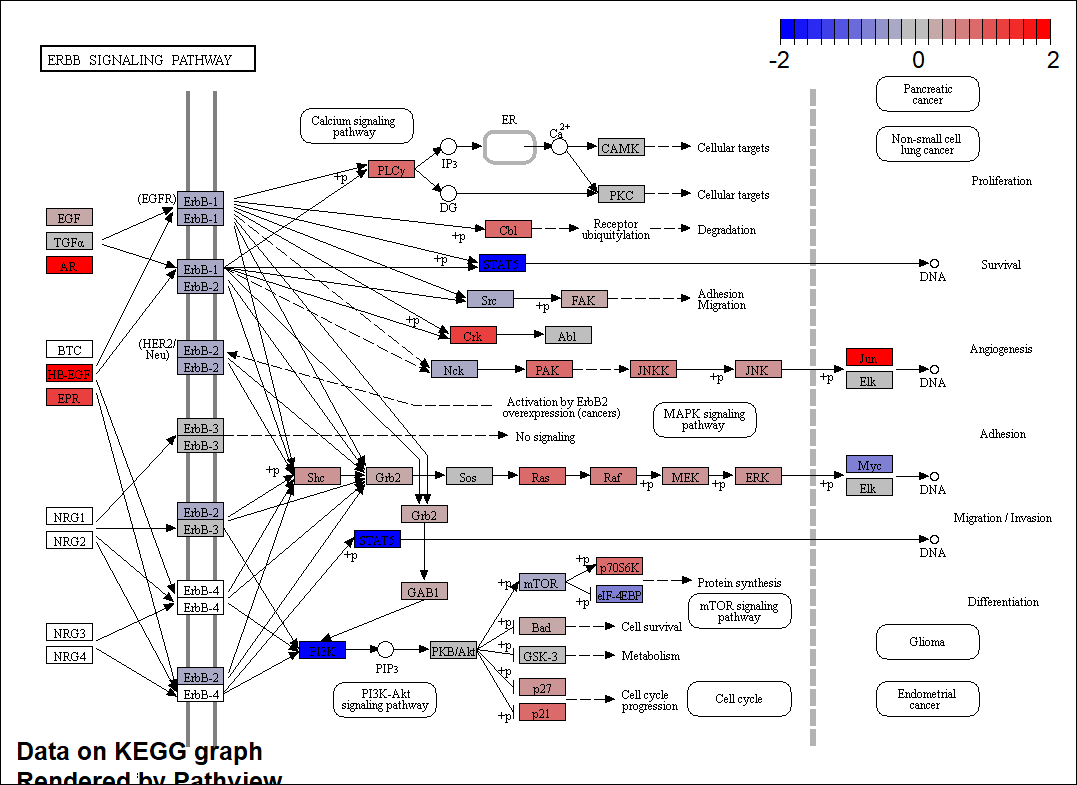 ERBB SIGNALING PATHWAY
-2 0 2
Pancreatic
cancer
Calcium signaling
pathway
ER
Ca2+
Non-small cell
lung cancer
CAMK
Cellular targets
IP3
+p
PLCγ
Proliferation
(EGFR)
ErbB-1
ErbB-1
PKC
Cellular targets
DG
EGF
TGFα
AR
+p
Cbl
Receptor
ubiquitylation
Degradation
+p
STAT5
DNA
Survival
ErbB-1
ErbB-2
Src
+p
FAK
Adhesion
Migration
+p
Crk
Abl
(HER2/
Neu)
ErbB-2
ErbB-2
BTC
HB-EGF
EPR
Nck
PAK
JNKK
+p
JNK
+p
Jun
Elk
DNA
Angiogenesis
Activation by ErbB2
overexpression (cancers)
MAPK signaling
pathway
ErbB-3
ErbB-3
No signaling
Adhesion
+p
Shc
Grb2
Sos
Ras
Raf
+p
MEK
+p
ERK
+p
Myc
Elk
DNA
NRG1
NRG2
ErbB-2
ErbB-3
Grb2
Migration / Invasion
STAT5
+p
DNA
ErbB-4
ErbB-4
GAB1
+p
mTOR
+p
p70S6K
+p
eIF-4EBP
Protein synthesis
mTOR signaling
pathway
Differentiation
NRG3
NRG4
+p
Bad
Cell survival
PI3K
PIP3
PKB/Akt
+p
GSK-3
Metabolism
Glioma
ErbB-2
ErbB-4
PI3K-Akt
signaling pathway
+p
p27
+p
p21
Cell cycle
progression
Cell cycle
Endometrial
cancer
Data on KEGG graph
Rendered by Pathview